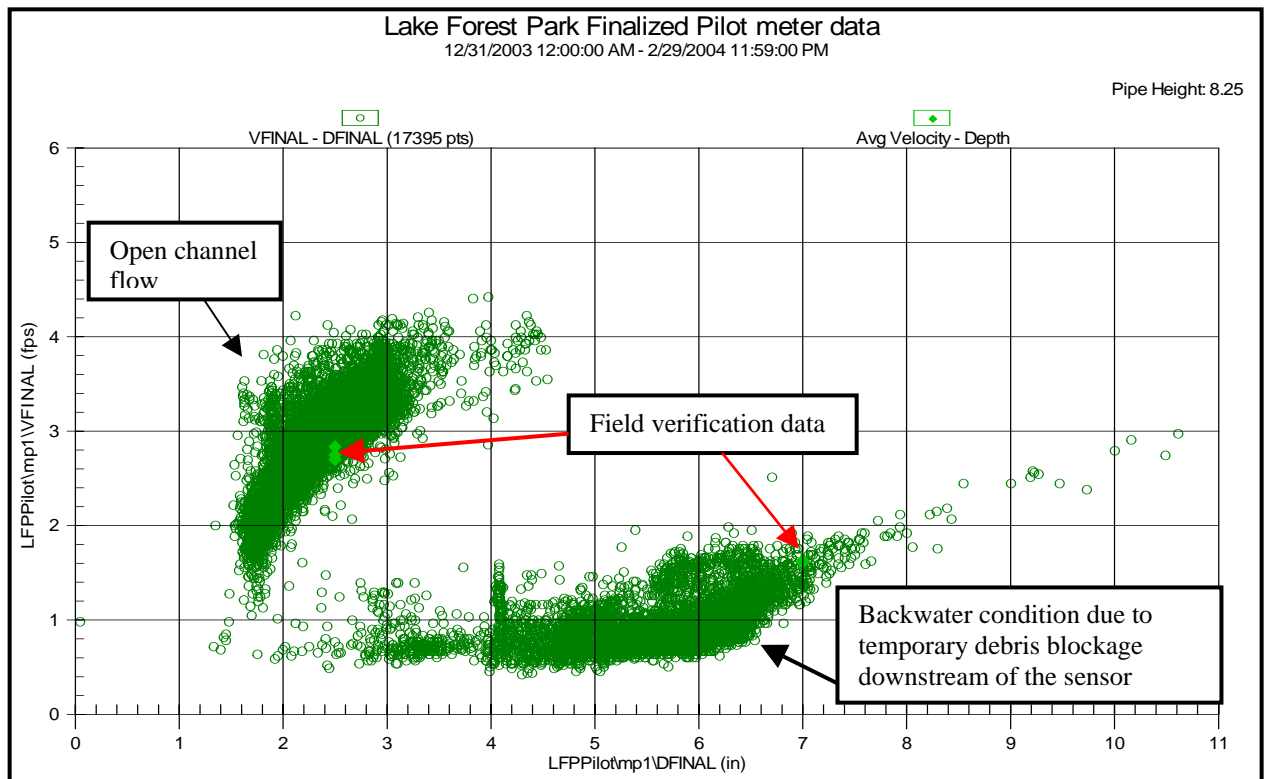 Lake Forest Park Finalized Pilot meter data
12/31/2003 12:00:00 AM - 2/29/2004 11:59:00 PM
Pipe Height: 8.25
VFINAL - DFINAL (17395 pts)
Avg Velocity - Depth
LFPPilot\mp1\VFINAL (fps)
6
5
4
3
2
1
0
Open channel
flow
Field verification data
Backwater condition due to
temporary debris blockage
downstream of the sensor
0 1 2 3 4 5 6 7 8 9 10 11
LFPPilot\mp1\DFINAL (in)